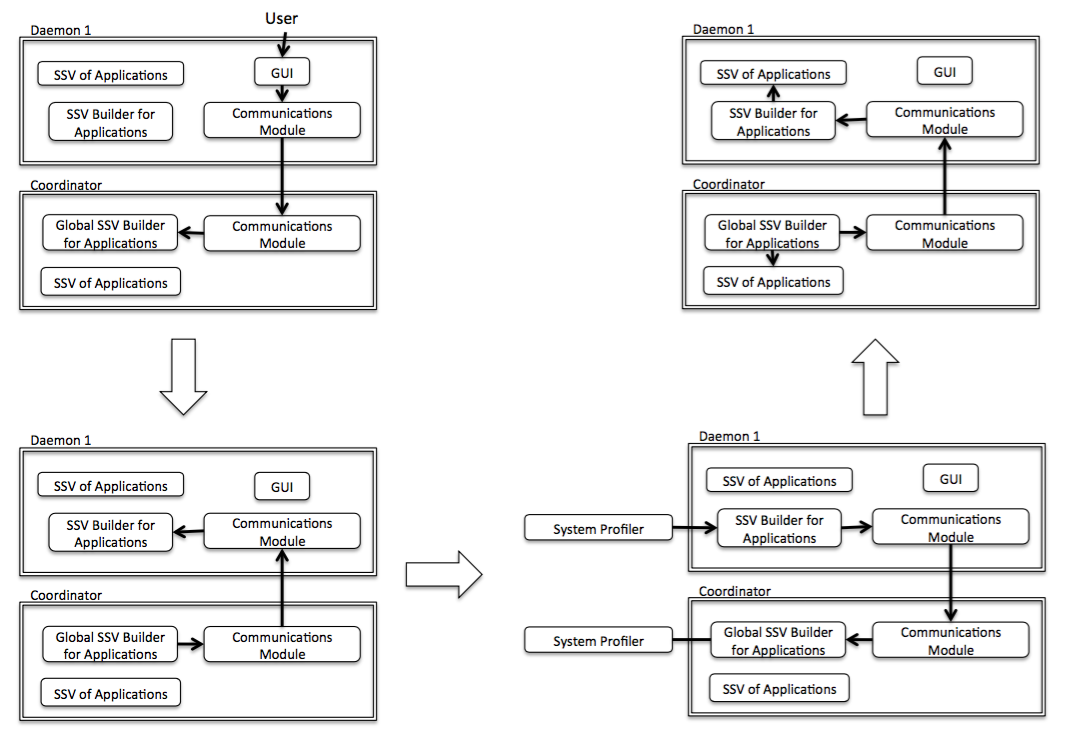 User
Daemon 1
SSV of Applications
GUI
SSV Builder for
Applications
Communications
Module
Coordinator
Global SSV Builder
for Applications
Communications
Module
SSV of Applications
Daemon 1
SSV of Applications
GUI
SSV Builder for
Applications
Communications
Module
Coordinator
Global SSV Builder
for Applications
Communications
Module
SSV of Applications
Daemon 1
SSV of Applications
GUI
System Profiler
SSV Builder for
Applications
Communications
Module
Coordinator
System Profiler
Global SSV Builder
for Applications
Communications
Module
SSV of Applications
Daemon 1
SSV of Applications
GUI
SSV Builder for
Applications
Communications
Module
Coordinator
Global SSV Builder
for Applications
Communications
Module
SSV of Applications